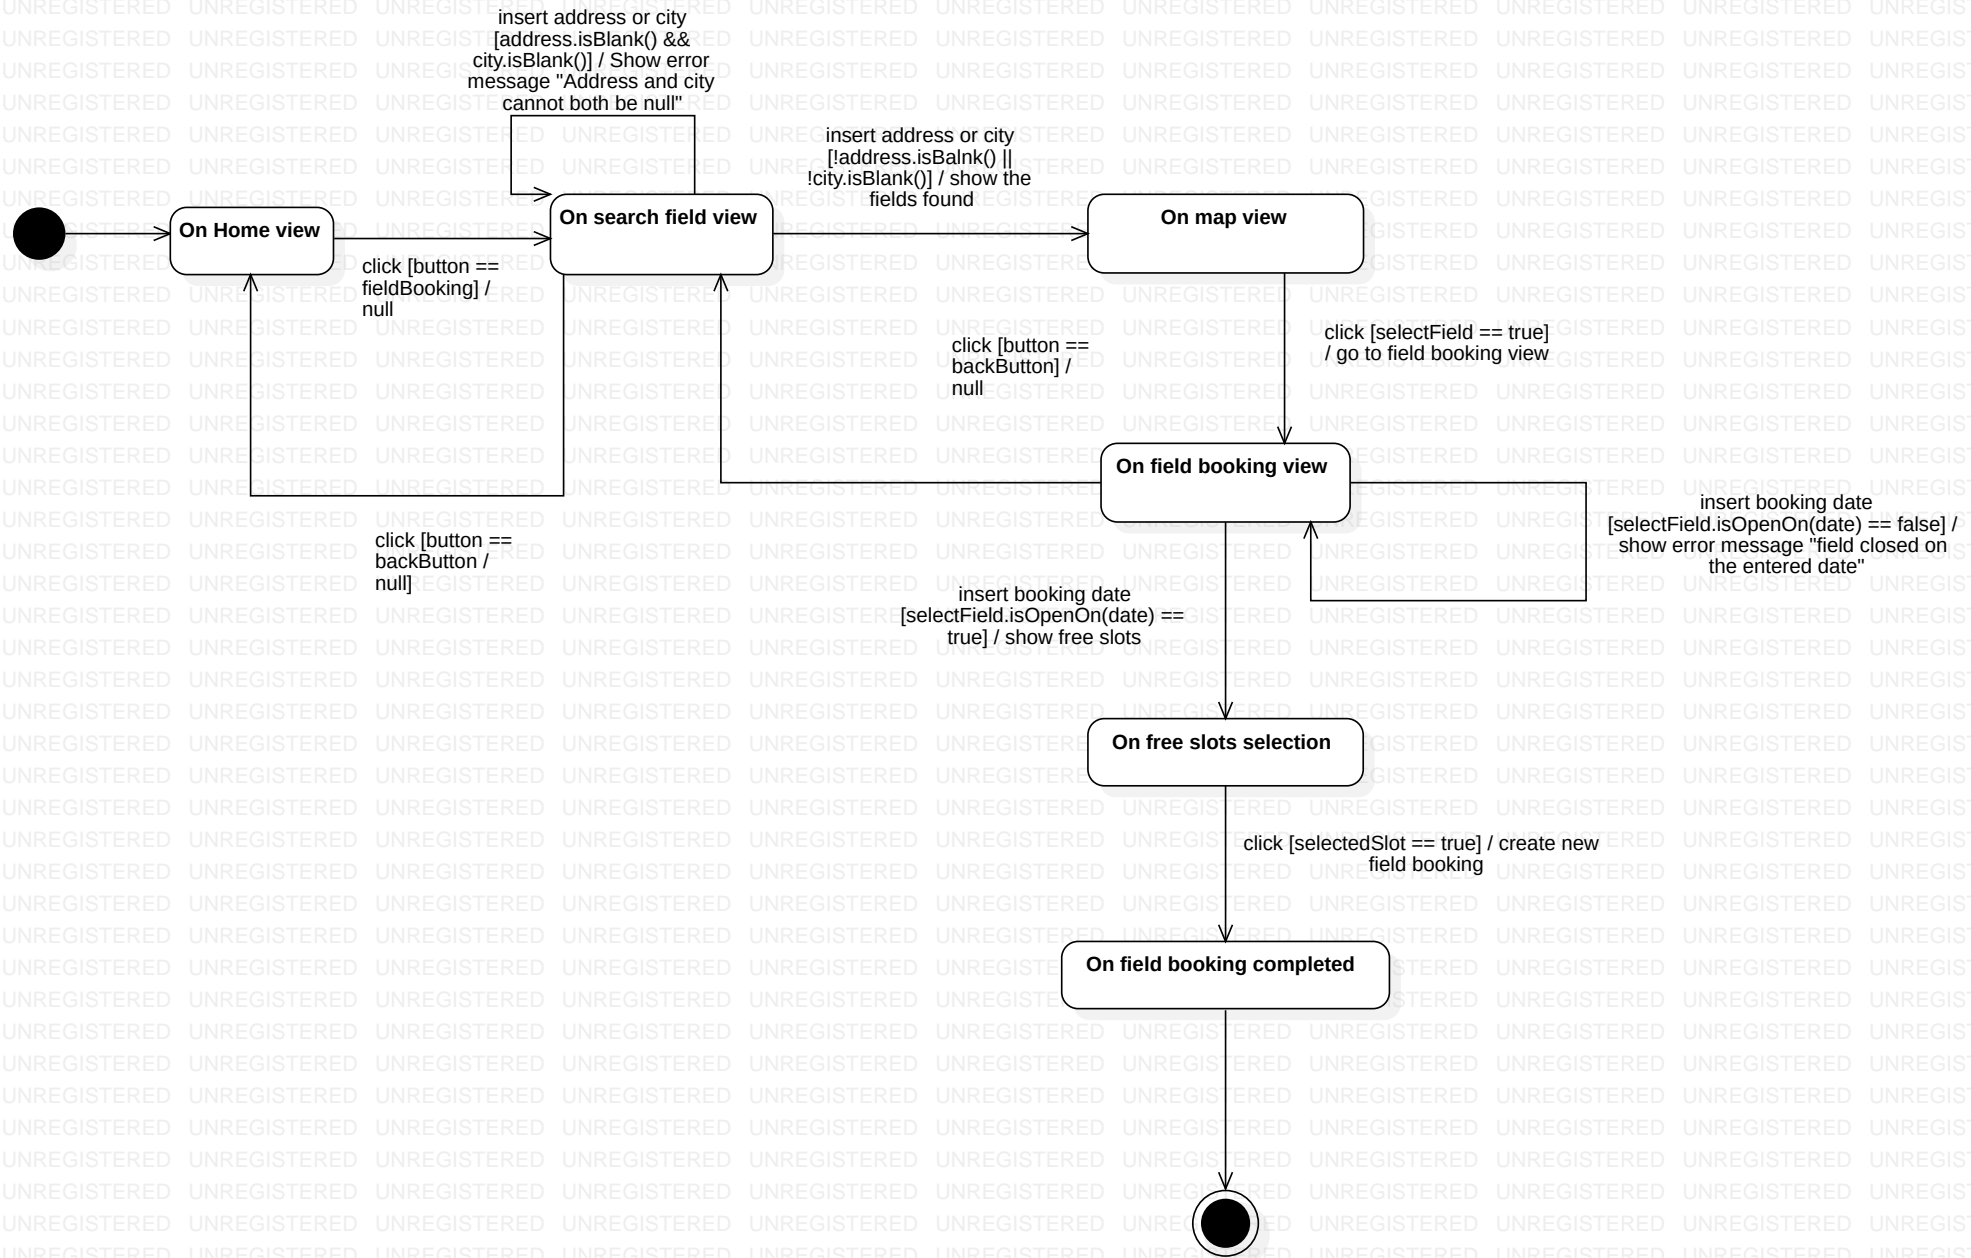 insert address or city
[address.isBlank() &&
city.isBlank()] / Show error
message "Address and city
cannot both be null"
insert address or city
[!address.isBalnk() ||
!city.isBlank()] / show the
fields found
On Home view
On search field view
On map view
click [button ==
fieldBooking] /
null
click [button ==
backButton] /
null
click [selectField == true]
/ go to field booking view
On field booking view
insert booking date
[selectField.isOpenOn(date) == false] /
show error message "field closed on
the entered date"
click [button ==
backButton /
null]
insert booking date
[selectField.isOpenOn(date) ==
true] / show free slots
On free slots selection
click [selectedSlot == true] / create new
field booking
On field booking completed
UNREGISTERED